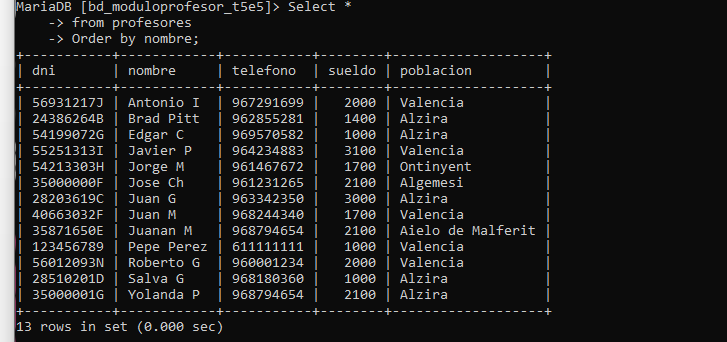 MariaDB [bd_moduloprofesor_t5e5]> Select *
    -> from profesores
    -> Order by nombre;
+-----------+------------+-----------+--------+-------------------+
| dni       | nombre     | telefono  | sueldo | poblacion         |
+-----------+------------+-----------+--------+-------------------+
| 56931217J | Antonio I  | 967291699 |   2000 | Valencia          |
| 24386264B | Brad Pitt  | 962855281 |   1400 | Alzira            |
| 54199072G | Edgar C    | 969570582 |   1000 | Alzira            |
| 55251313I | Javier P   | 964234883 |   3100 | Valencia          |
| 54213303H | Jorge M    | 961467672 |   1700 | Ontinyent         |
| 35000000F | Jose Ch    | 961231265 |   2100 | Algemesi          |
| 28203619C | Juan G     | 963342350 |   3000 | Alzira            |
| 40663032F | Juan M     | 968244340 |   1700 | Valencia          |
| 35871650E | Juanan M   | 968794654 |   2100 | Aielo de Malferit |
| 123456789 | Pepe Perez | 611111111 |   1000 | Valencia          |
| 56012093N | Roberto G  | 960001234 |   2000 | Valencia          |
| 28510201D | Salva G    | 968180360 |   1000 | Alzira            |
| 35000001G | Yolanda P  | 968794654 |   2100 | Alzira            |
+-----------+------------+-----------+--------+-------------------+
13 rows in set (0.000 sec)